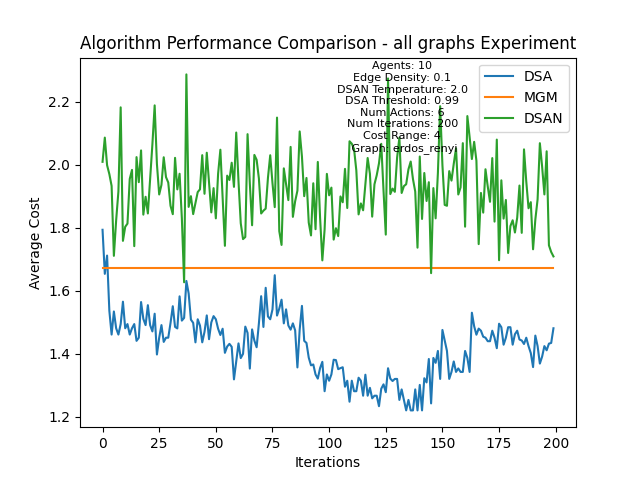 Algorithm Performance Comparison - all graphs Experiment
Agents: 10
Edge Density: 0.1
DSAN Temperature: 2.0
DSA Threshold: 0.99
Num Actions: 6
Num Iterations: 200
Cost Range: 4
Graph: erdos_renyi
DSA
MGM
DSAN
Average Cost
2.2
2.0
1.8
1.6
1.4
1.2
0
25
50
75
100
125
150
175
200
Iterations